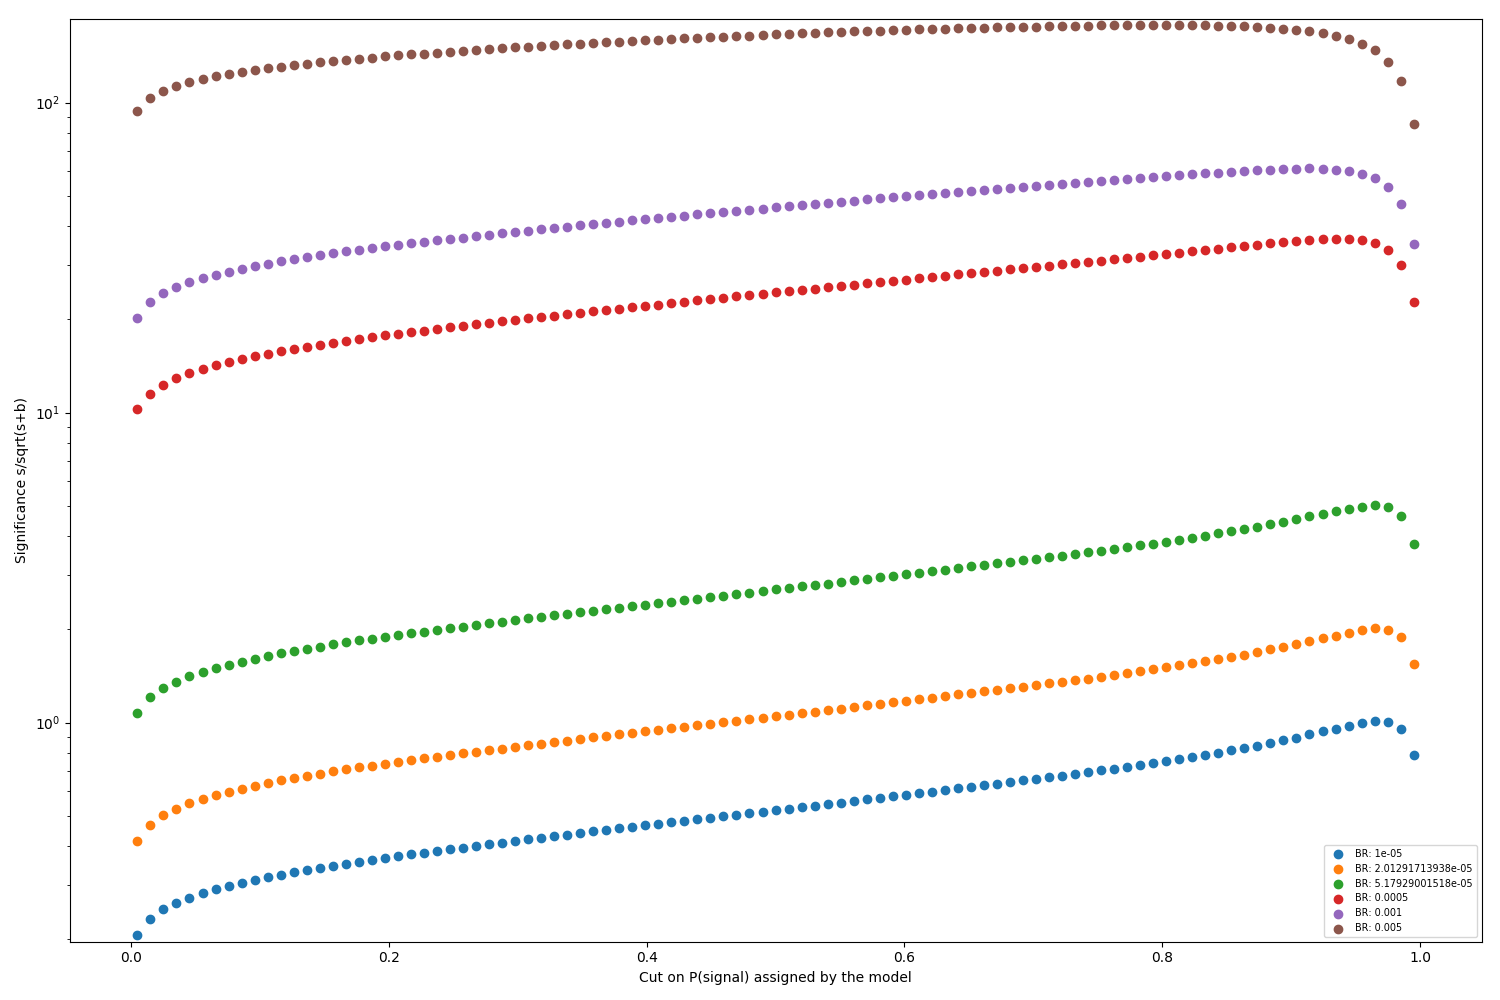 Significance s/sqrt(s+b)
10²
10¹
10⁰
0.0 0.2 0.4 0.6 0.8 1.0
Cut on P(signal) assigned by the model
BR: 1e-05
BR: 2.01291713938e-05
BR: 5.17929001518e-05
BR: 0.0005
BR: 0.001
BR: 0.005